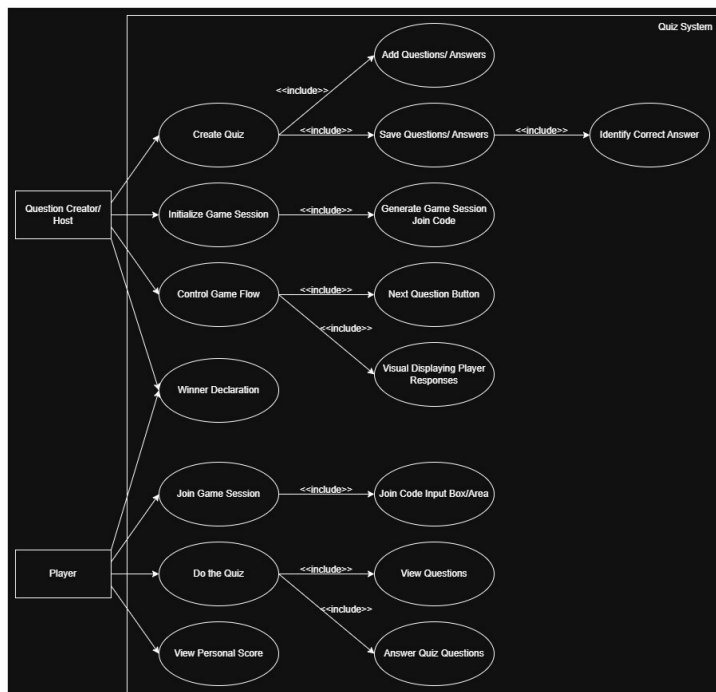 Quiz System
Add Questions/ Answers
<<include>>
Create Quiz
<<include>>
Save Questions/ Answers
<<include>>
Identify Correct Answer
Question Creator/
Host
Initialize Game Session
<<include>>
Generate Game Session
Join Code
Control Game Flow
<<include>>
Next Question Button
<<include>>
Visual Displaying Player
Responses
Winner Declaration
Join Game Session
<<include>>
Join Code Input Box/Area
Player
Do the Quiz
<<include>>
View Questions
<<include>>
View Personal Score
Answer Quiz Questions